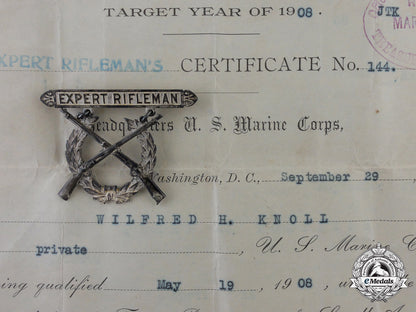 TARGET YEAR OF 1908. JTK
EXPERT RIFLEMAN'S CERTIFICATE No. 144.
EXPERT RIFLEMAN
Headquarters U. S. Marine Corps,
Washington, D. C., September 29,
WILFRED H. KNOLL
private U. S. Marine C
ing qualified May 19, 1908,
eMedals